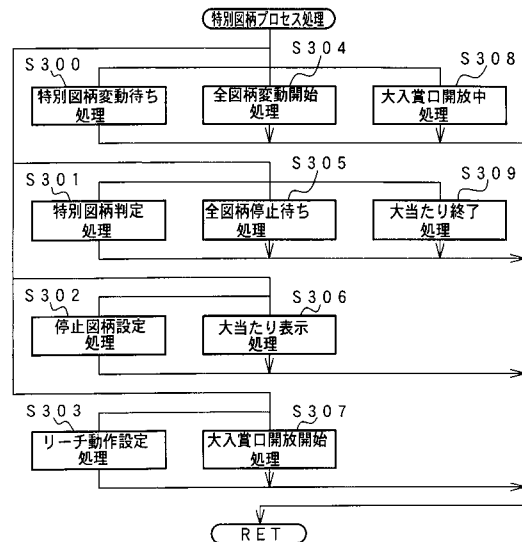 特別図柄プロセス処理
S300
特別図柄変動待ち
処理
S304
全図柄変動開始
処理
S308
大入賞口開放中
処理
S301
特別図柄判定
処理
S305
全図柄停止待ち
処理
S309
大当たり終了
処理
S302
停止図柄設定
処理
S306
大当たり表示
処理
S303
リーチ動作設定
処理
S307
大入賞口開放開始
処理
RET